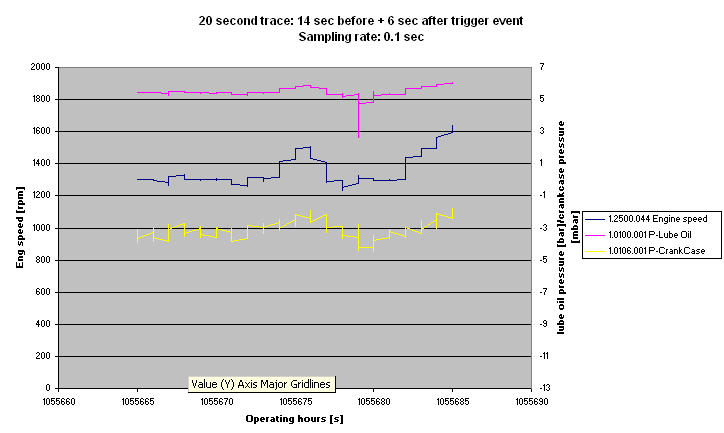 20 second trace: 14 sec before + 6 sec after trigger event
Sampling rate: 0.1 sec
2000
1800
1600
1400
1200
1000
800
600
400
200
0
Eng speed [rpm]
7
5
3
1
-1
-3
-5
-7
-9
-11
-13
lube oil pressure [bar]/crankcase pressure
[mbar]
1.2500.044 Engine speed
1.0100.001 P-Lube Oil
1.0106.001 P-CrankCase
Value (Y) Axis Major Gridlines
1055660 1055665 1055670 1055675 1055680 1055685 1055690
Operating hours [s]